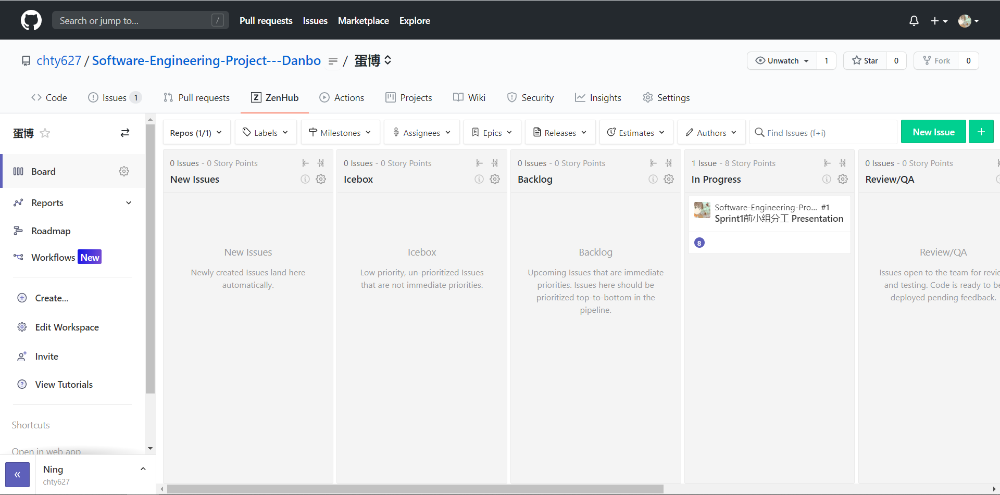 Search or jump to...
/
Pull requests
Issues
Marketplace
Explore
chty627 / Software-Engineering-Project---Danbo / 蛋博
Unwatch 1
Star 0
Fork 0
Code
Issues 1
Pull requests
ZenHub
Actions
Projects
Wiki
Security
Insights
Settings
蛋博
Board
Reports
Roadmap
Workflows New
Create...
Edit Workspace
Invite
View Tutorials
Shortcuts
Open in web app
Ning
chty627
Repos (1/1)
Labels
Milestones
Assignees
Epics
Releases
Estimates
Authors
Find Issues (f+i)
New Issue
+
0 Issues - 0 Story Points
New Issues
New Issues
Newly created Issues land here
automatically.
0 Issues - 0 Story Points
Icebox
Icebox
Low priority, un-prioritized Issues
that are not immediate priorities.
0 Issues - 0 Story Points
Backlog
Backlog
Upcoming Issues that are immediate
priorities. Issues here should be
prioritized top-to-bottom in the
pipeline.
1 Issue - 8 Story Points
In Progress
Software-Engineering-Pro... #1
Sprint1前小组分工 Presentation
8
0 Issues - 0 Story Points
Review/QA
Review/QA
Issues open to the team for revie
and testing. Code is ready to be
deployed pending feedback.